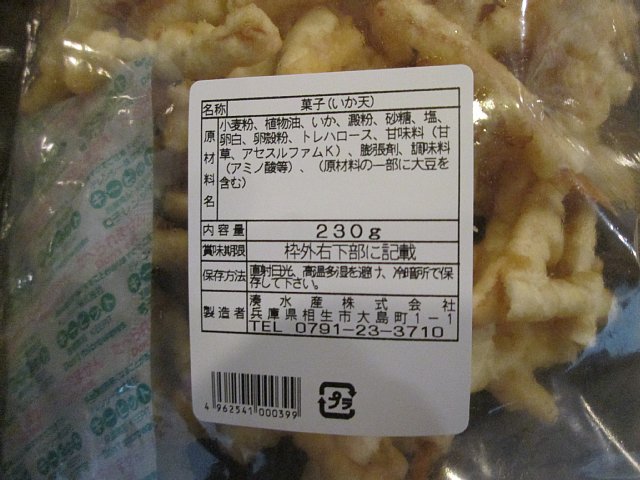 名称 菓子(いか天)
原材料名 小麦粉、植物油、いか、澱粉、砂糖、塩、
卵白、卵殻粉、トレハロース、甘味料(甘
草、アセスルファムK)、膨張剤、調味料
(アミノ酸等)、(原材料の一部に大豆を
含む)
内容量 230g
賞味期限 枠外右下部に記載
保存方法 直射日光、高温多湿を避け、冷暗所で保
存して下さい。
製造者 湊水産株式会社
兵庫県相生市大島町1-1
TEL 0791-23-3710
4962541000399
プラ